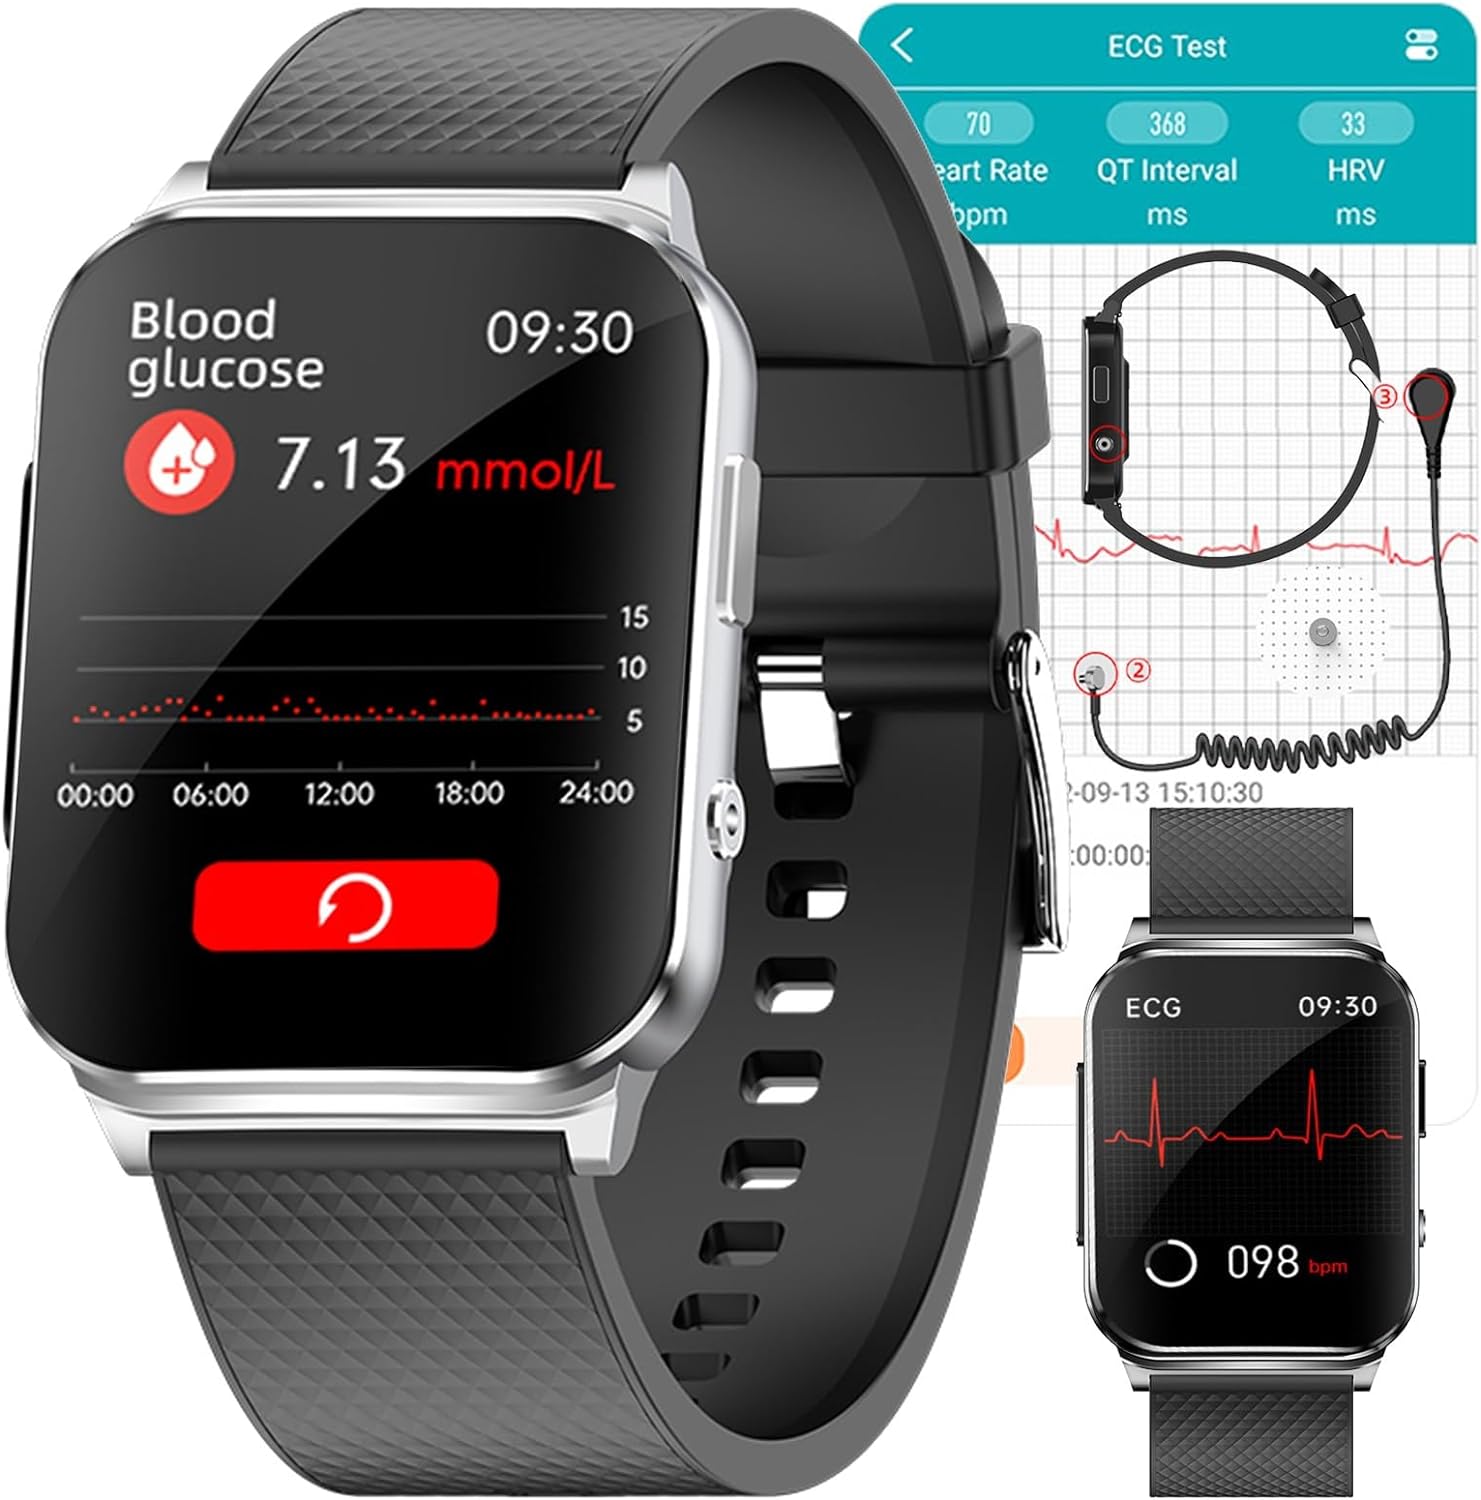 Blood
glucose
09:30
7.13 mmol/L
15
10
5
00:00 06:00 12:00 18:00 24:00
ECG Test
70 368 33
eart Rate QT Interval HRV
bpm ms ms
③
②
2-09-13 15:10:30
:00:00:
ECG 09:30
098 bpm